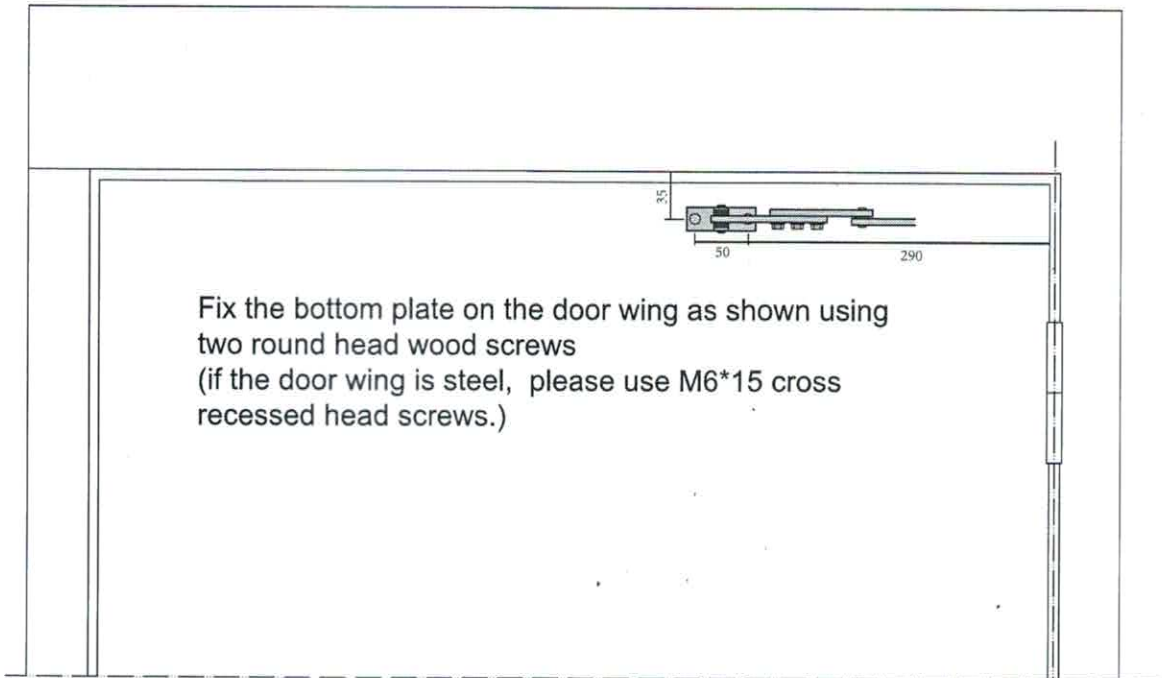 35
50
290
Fix the bottom plate on the door wing as shown using
two round head wood screws
(if the door wing is steel, please use M6*15 cross
recessed head screws.)